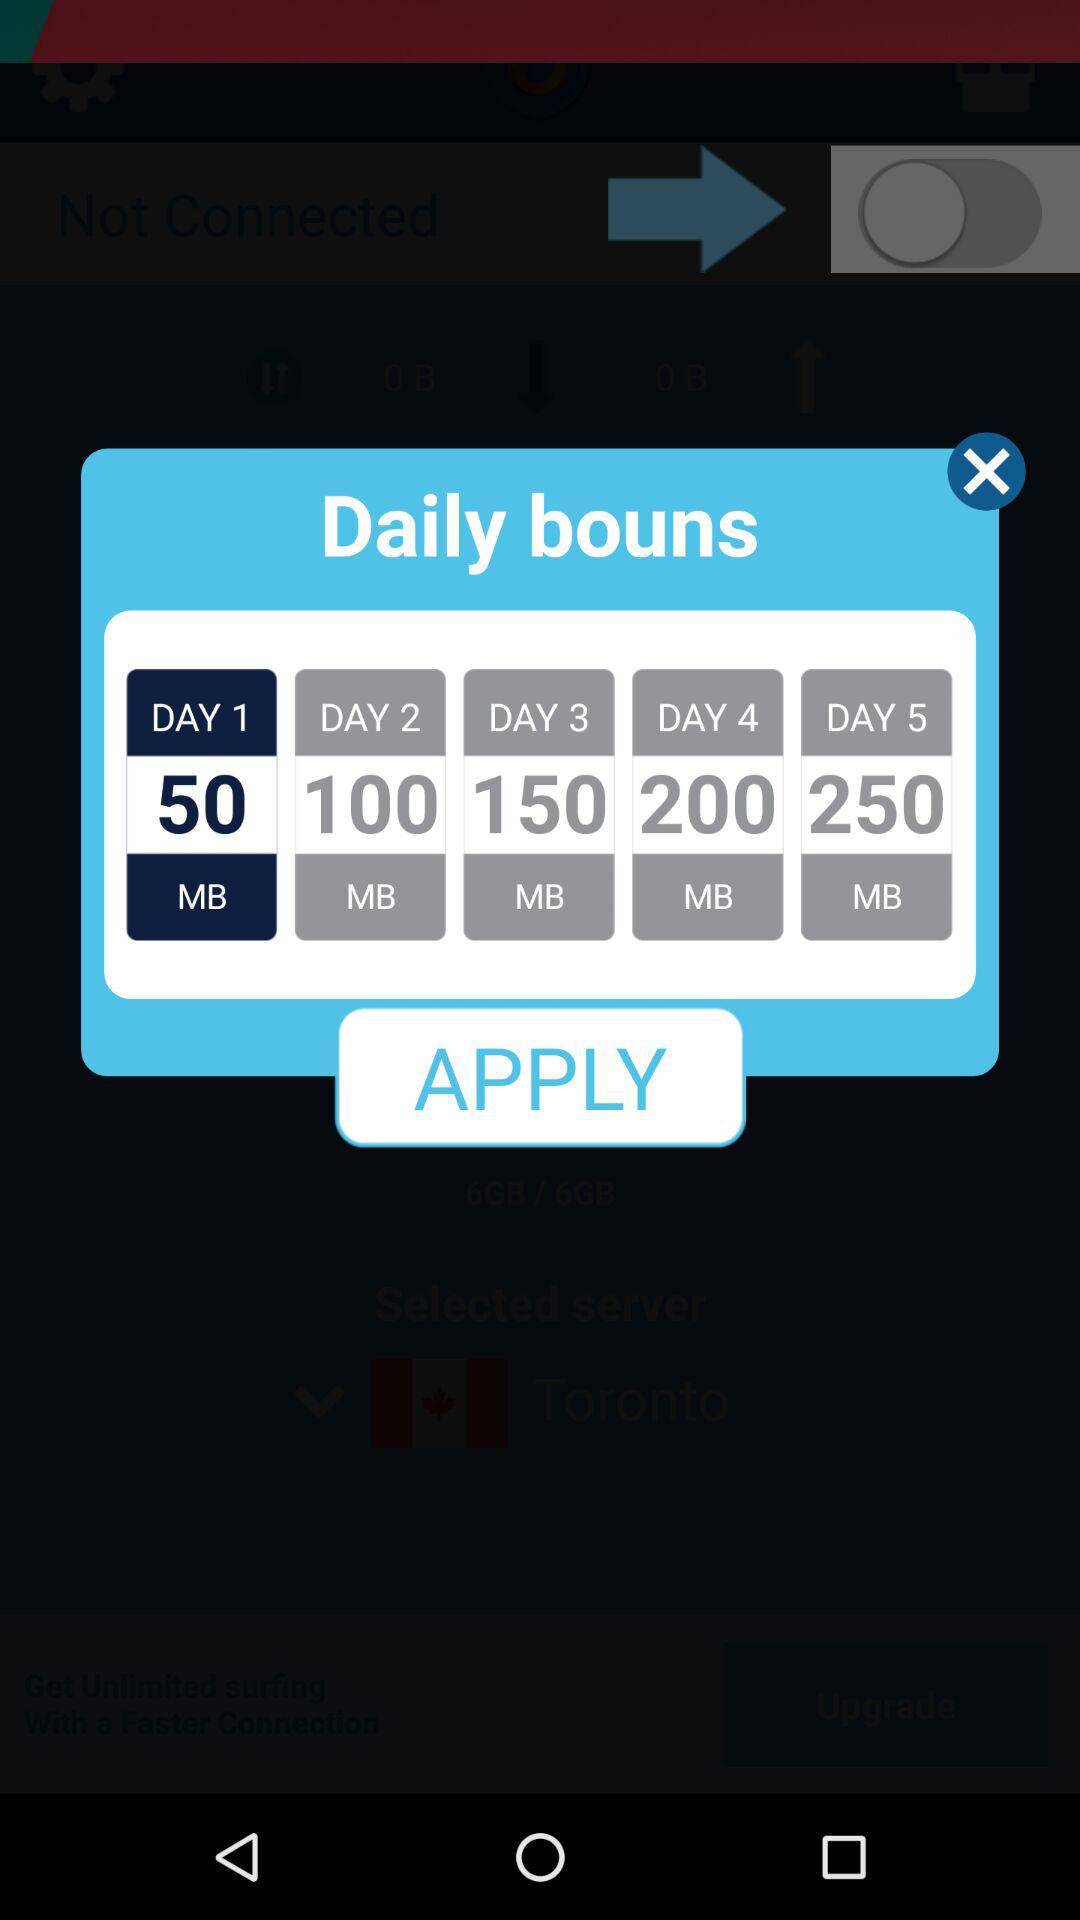 Not Connected
0 B 0 B
Daily bouns
DAY 1 DAY 2 DAY 3 DAY 4 DAY 5
50 100 150 200 250
MB MB MB MB MB
APPLY
6GB / 6GB
Selected server
Toronto
Get Unlimited surfing
With a Faster Connection
Upgrade